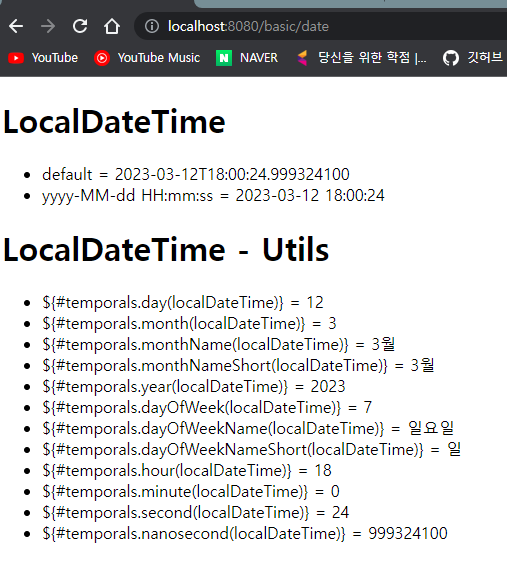 localhost:8080/basic/date
YouTube YouTube Music NAVER 당신을 위한 학점 |... 깃허브
LocalDateTime
• default = 2023-03-12T18:00:24.999324100
• yyyy-MM-dd HH:mm:ss = 2023-03-12 18:00:24
LocalDateTime - Utils
• ${#temporals.day(localDateTime)} = 12
• ${#temporals.month(localDateTime)} = 3
• ${#temporals.monthName(localDateTime)} = 3월
• ${#temporals.monthNameShort(localDateTime)} = 3월
• ${#temporals.year(localDateTime)} = 2023
• ${#temporals.dayOfWeek(localDateTime)} = 7
• ${#temporals.dayOfWeekName(localDateTime)} = 일요일
• ${#temporals.dayOfWeekNameShort(localDateTime)} = 일
• ${#temporals.hour(localDateTime)} = 18
• ${#temporals.minute(localDateTime)} = 0
• ${#temporals.second(localDateTime)} = 24
• ${#temporals.nanosecond(localDateTime)} = 999324100